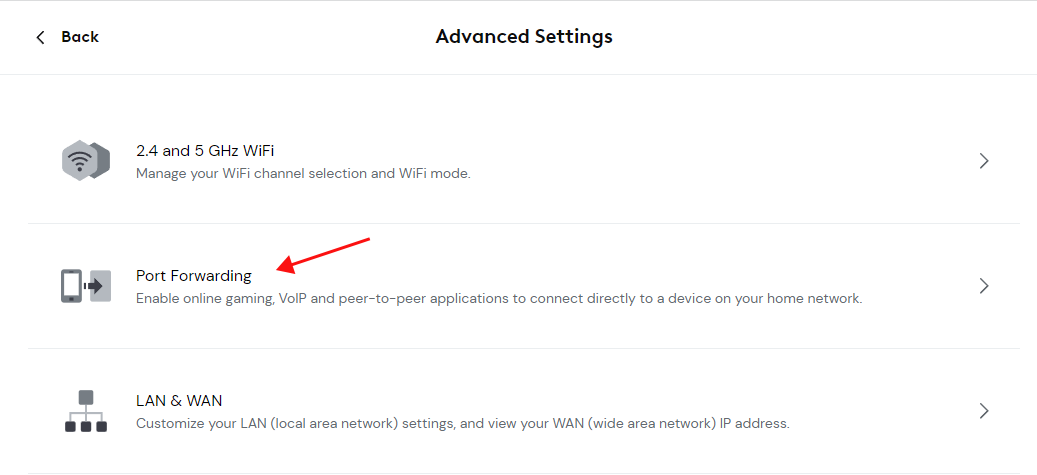 Back
Advanced Settings
2.4 and 5 GHz WiFi
Manage your WiFi channel selection and WiFi mode.
Port Forwarding
Enable online gaming, VoIP and peer-to-peer applications to connect directly to a device on your home network.
LAN & WAN
Customize your LAN (local area network) settings, and view your WAN (wide area network) IP address.